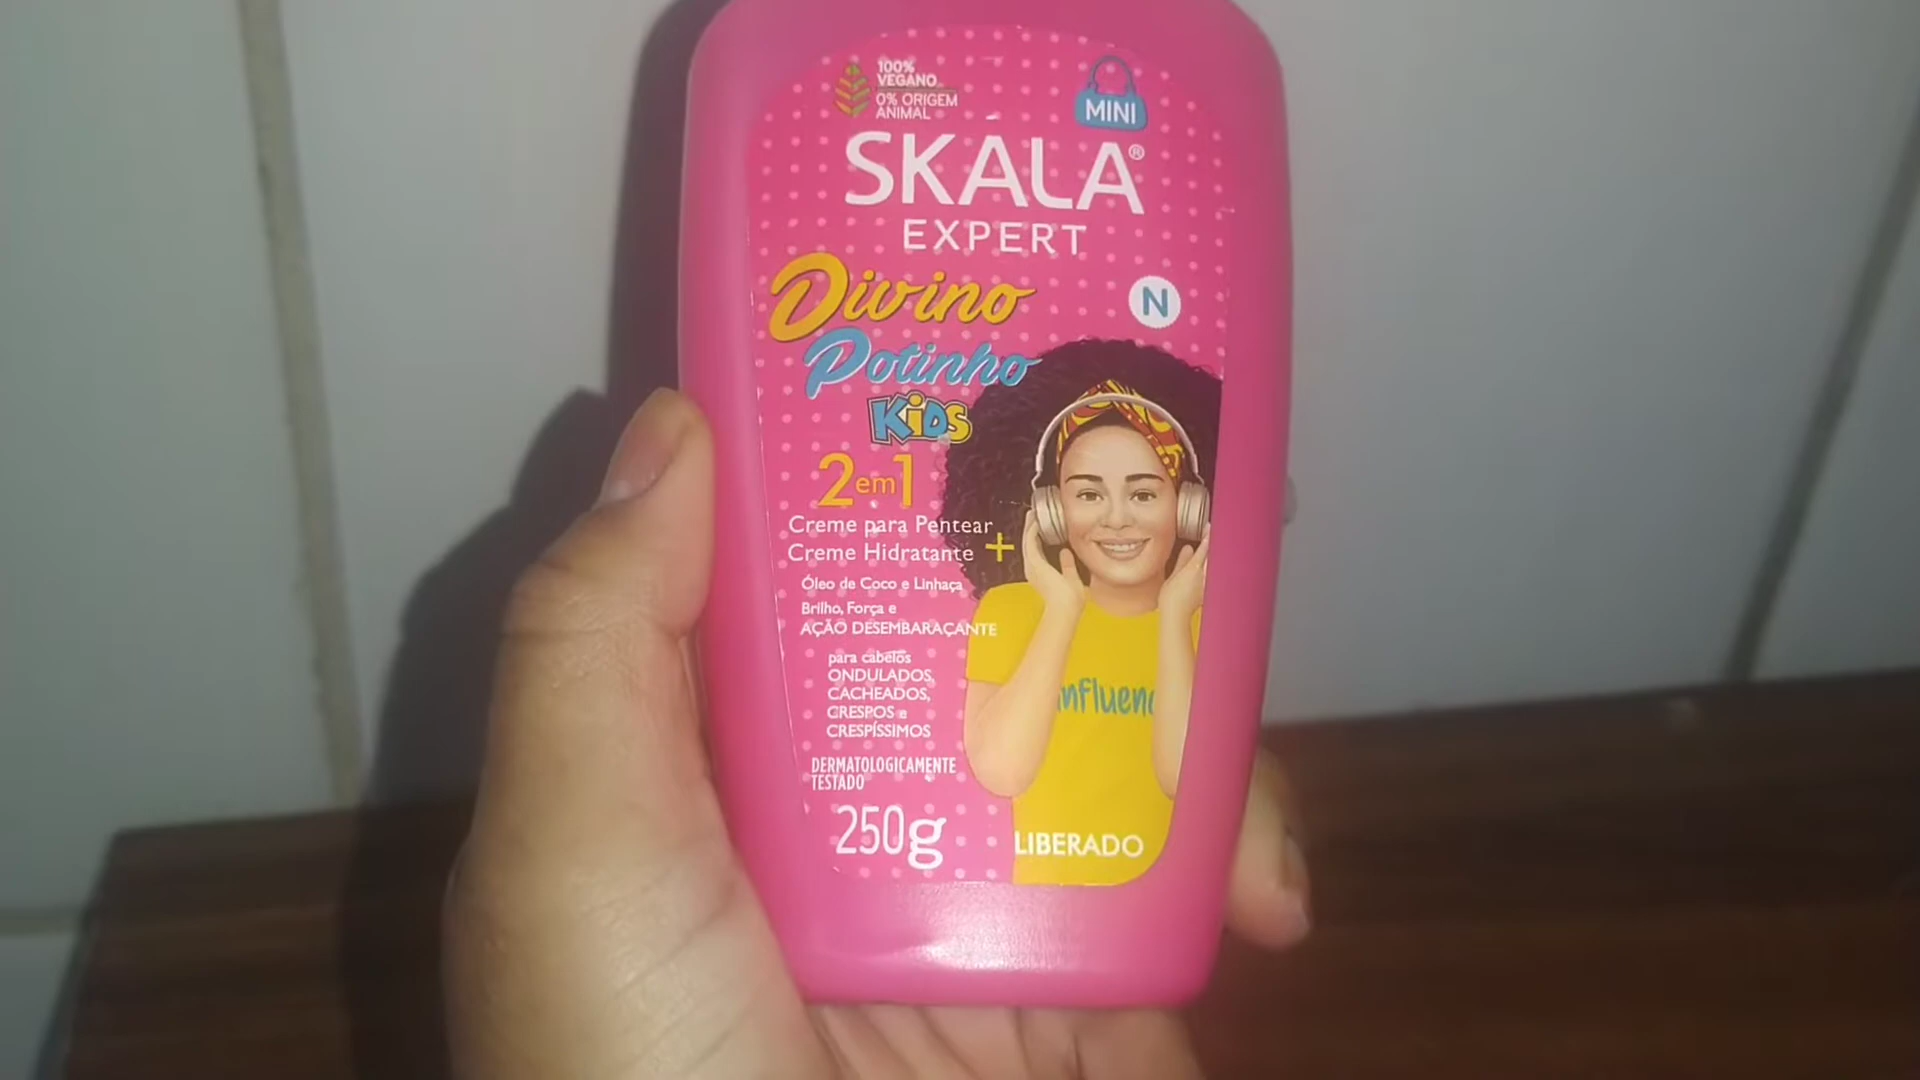 100%
VEGANO
0% ORIGEM
ANIMAL
MINI
SKALA®
EXPERT
Divino
N
Potinho
KiDS
2em1
Creme para Pentear
Creme Hidratante +
Óleo de Coco e Linhaça
Brilho, Força e
AÇÃO DESEMBARAÇANTE
para cabelos
ONDULADOS,
CACHEADOS,
CRESPOS e
CRESPÍSSIMOS
influenc
DERMATOLOGICAMENTE
TESTADO
250g
LIBERADO